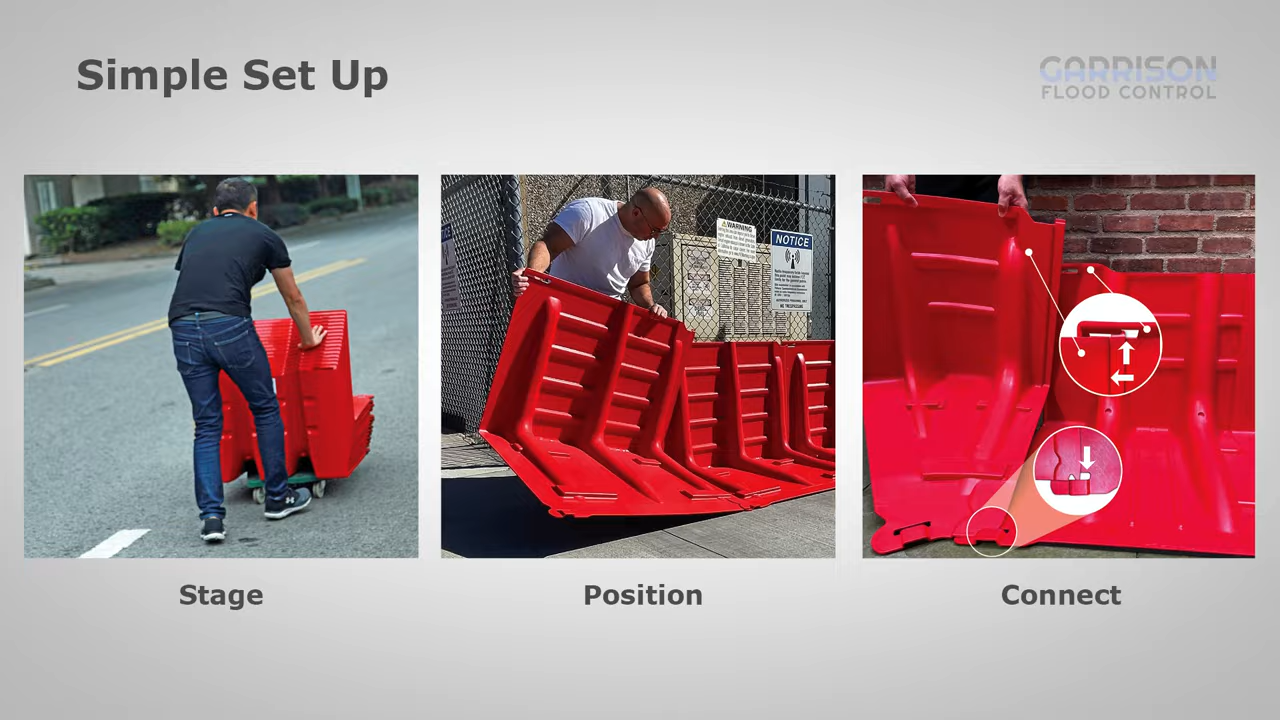 Simple Set Up
GARRISON
FLOOD CONTROL
WARNING
NOTICE
Stage
Position
Connect